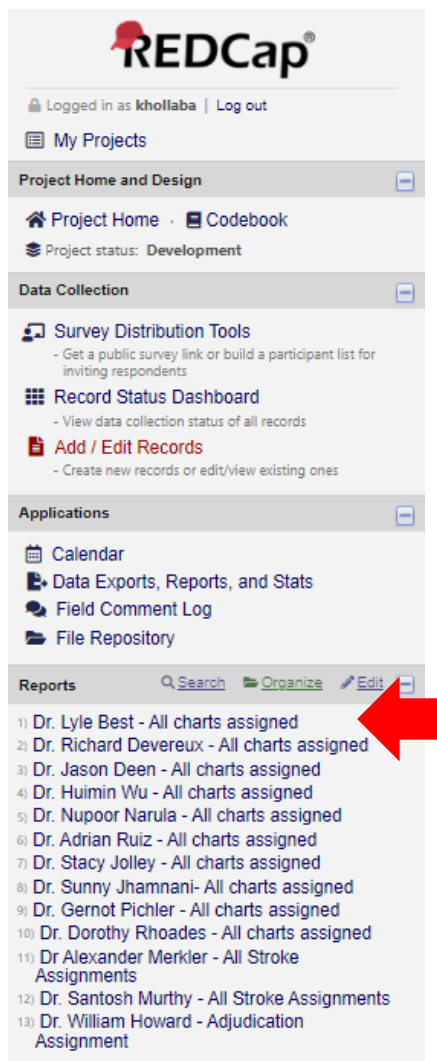 REDCap®
Logged in as khollaba | Log out
My Projects
Project Home and Design
Project Home · Codebook
Project status: Development
Data Collection
Survey Distribution Tools
- Get a public survey link or build a participant list for
inviting respondents
Record Status Dashboard
- View data collection status of all records
Add / Edit Records
- Create new records or edit/view existing ones
Applications
Calendar
Data Exports, Reports, and Stats
Field Comment Log
File Repository
Reports Search Organize Edit
1) Dr. Lyle Best - All charts assigned
2) Dr. Richard Devereux - All charts assigned
3) Dr. Jason Deen - All charts assigned
4) Dr. Huimin Wu - All charts assigned
5) Dr. Nupoor Narula - All charts assigned
6) Dr. Adrian Ruiz - All charts assigned
7) Dr. Stacy Jolley - All charts assigned
8) Dr. Sunny Jhamnani- All charts assigned
9) Dr. Gernot Pichler - All charts assigned
10) Dr. Dorothy Rhoades - All charts assigned
11) Dr Alexander Merkler - All Stroke
Assignments
12) Dr. Santosh Murthy - All Stroke Assignments
13) Dr. William Howard - Adjudication
Assignment